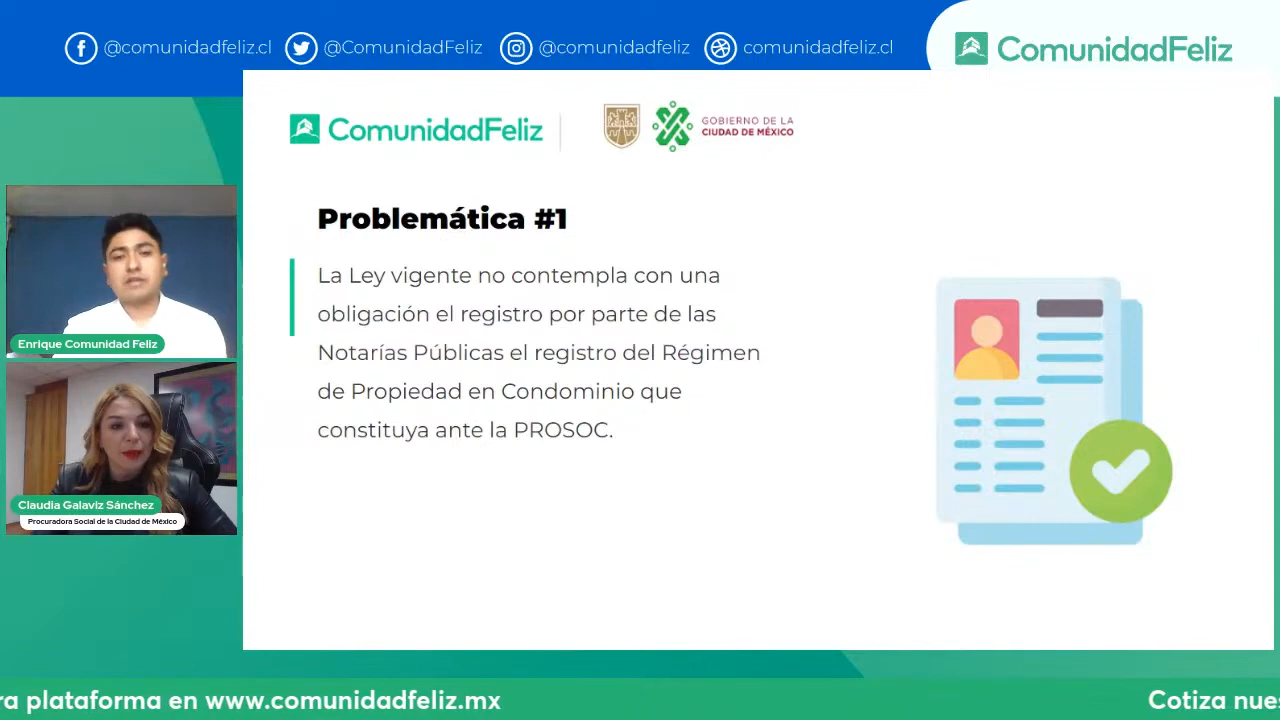 @comunidadfeliz.cl @ComunidadFeliz @comunidadfeliz comunidadfeliz.cl ComunidadFeliz
ComunidadFeliz GOBIERNO DE LA
CIUDAD DE MÉXICO
Problemática #1
La Ley vigente no contempla con una
obligación el registro por parte de las
Notarías Públicas el registro del Régimen
de Propiedad en Condominio que
constituya ante la PROSOC.
Enrique Comunidad Feliz
Claudia Galaviz Sánchez
Procuradora Social de la Ciudad de México
ra plataforma en www.comunidadfeliz.mx Cotiza nues